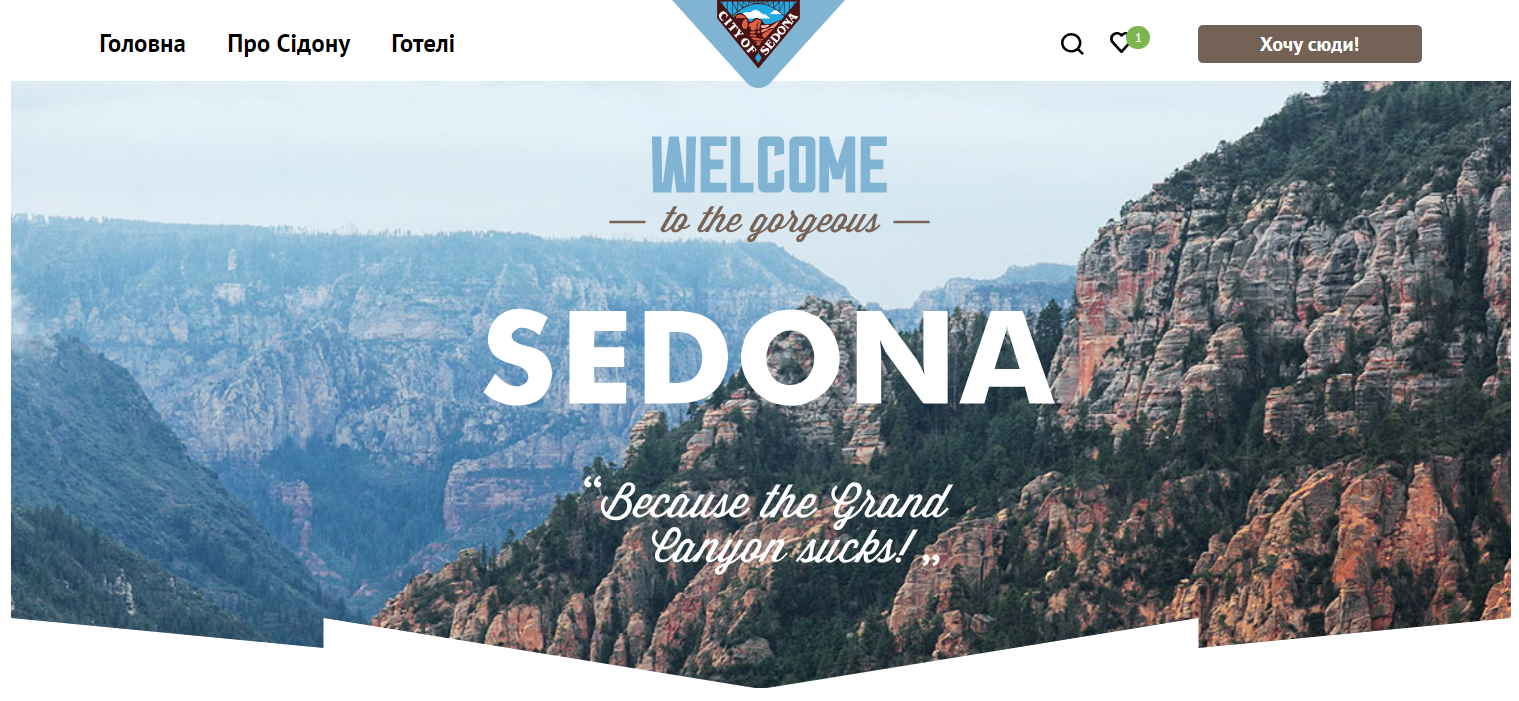 Головна Про Сідону Готелі
CITY OF SEDONA
1
Хочу сюди!
WELCOME
to the gorgeous
SEDONA
“Because the Grand
Canyon sucks!„